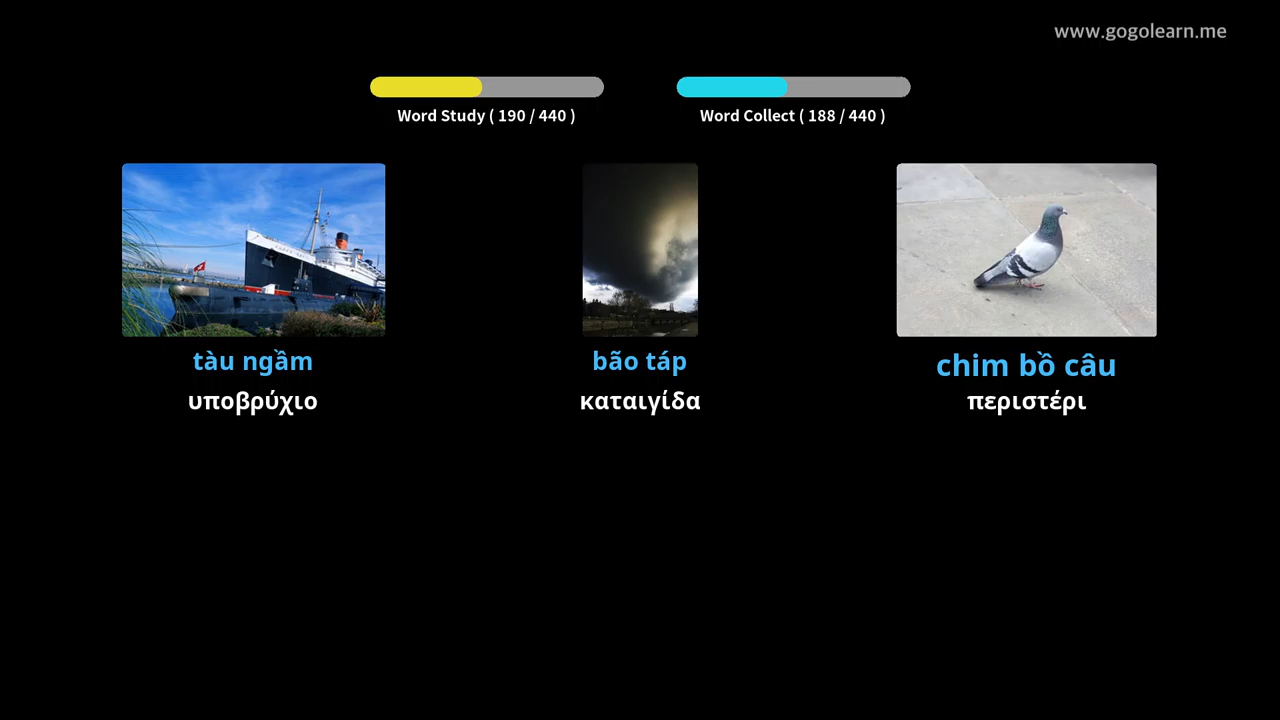 www.gogolearn.me
Word Study ( 190 / 440 )
Word Collect ( 188 / 440 )
tàu ngầm
bão táp
chim bồ câu
υποβρύχιο
καταιγίδα
περιστέρι